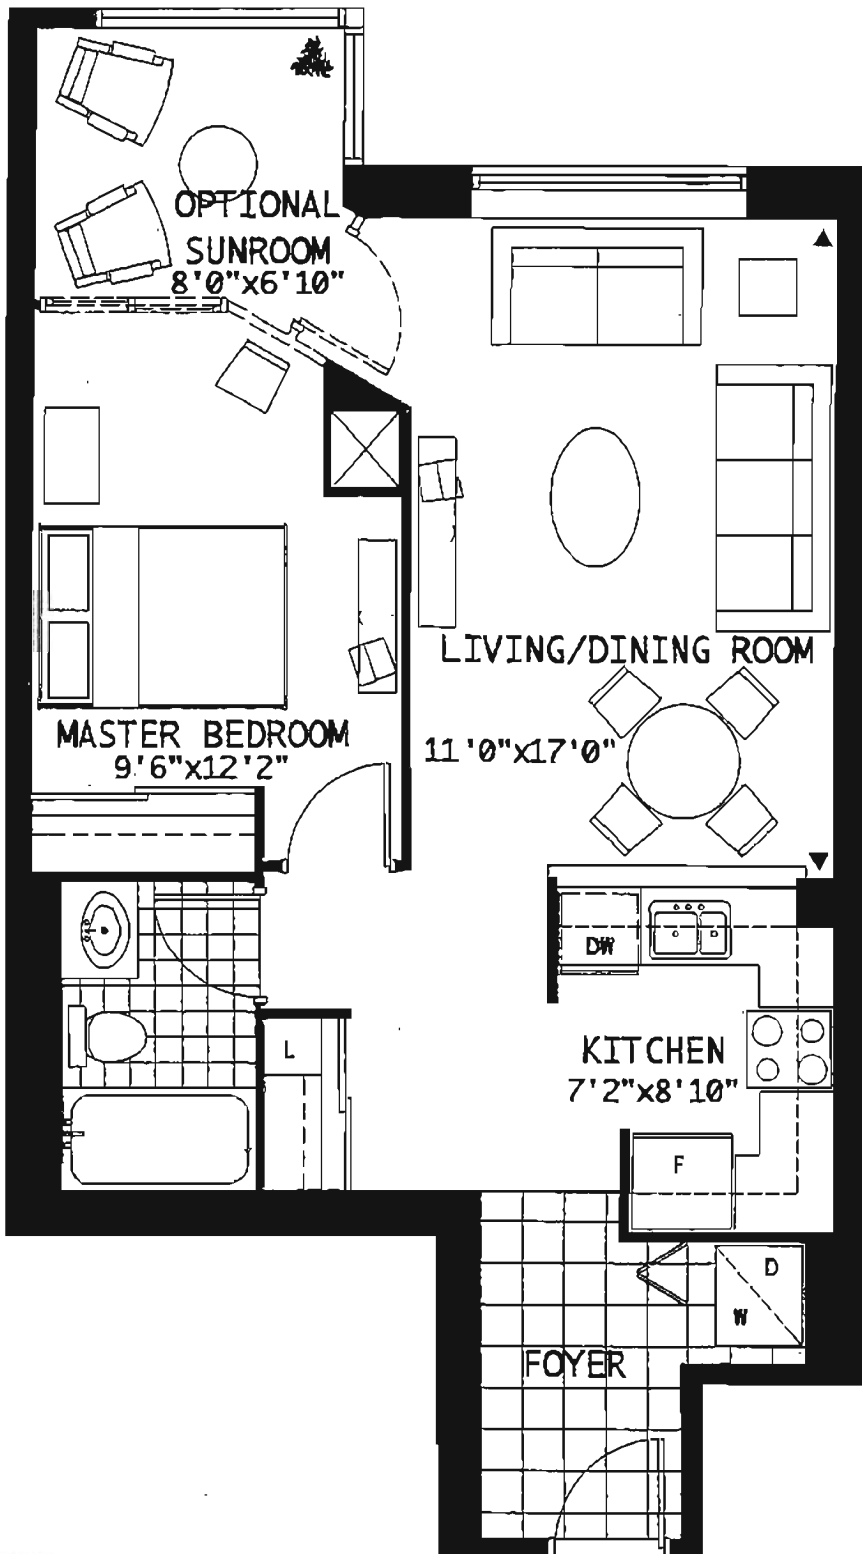 OPTIONAL
SUNROOM
8'0"x6'10"
LIVING/DINING ROOM
11'0"x17'0"
MASTER BEDROOM
9'6"x12'2"
DW
KITCHEN
7'2"x8'10"
L
F
D
W
FOYER